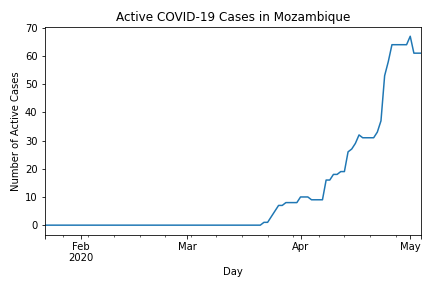 Active COVID-19 Cases in Mozambique
70
60
50
40
30
20
10
0
Number of Active Cases
Feb
2020
Mar
Apr
May
Day